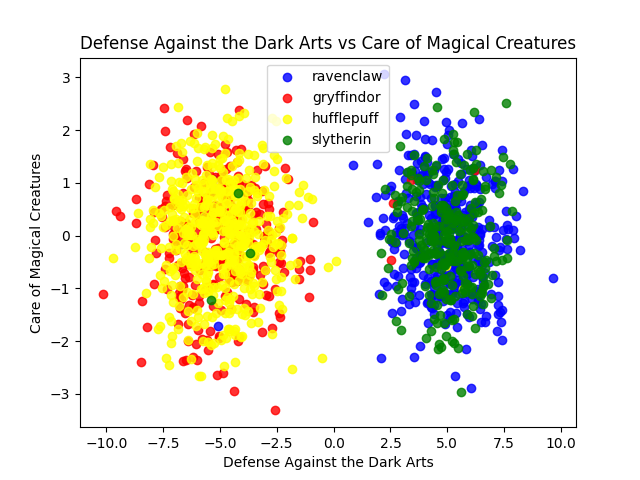 Defense Against the Dark Arts vs Care of Magical Creatures
ravenclaw
gryffindor
hufflepuff
slytherin
Care of Magical Creatures
3
2
1
0
−1
−2
−3
−10.0 −7.5 −5.0 −2.5 0.0 2.5 5.0 7.5 10.0
Defense Against the Dark Arts